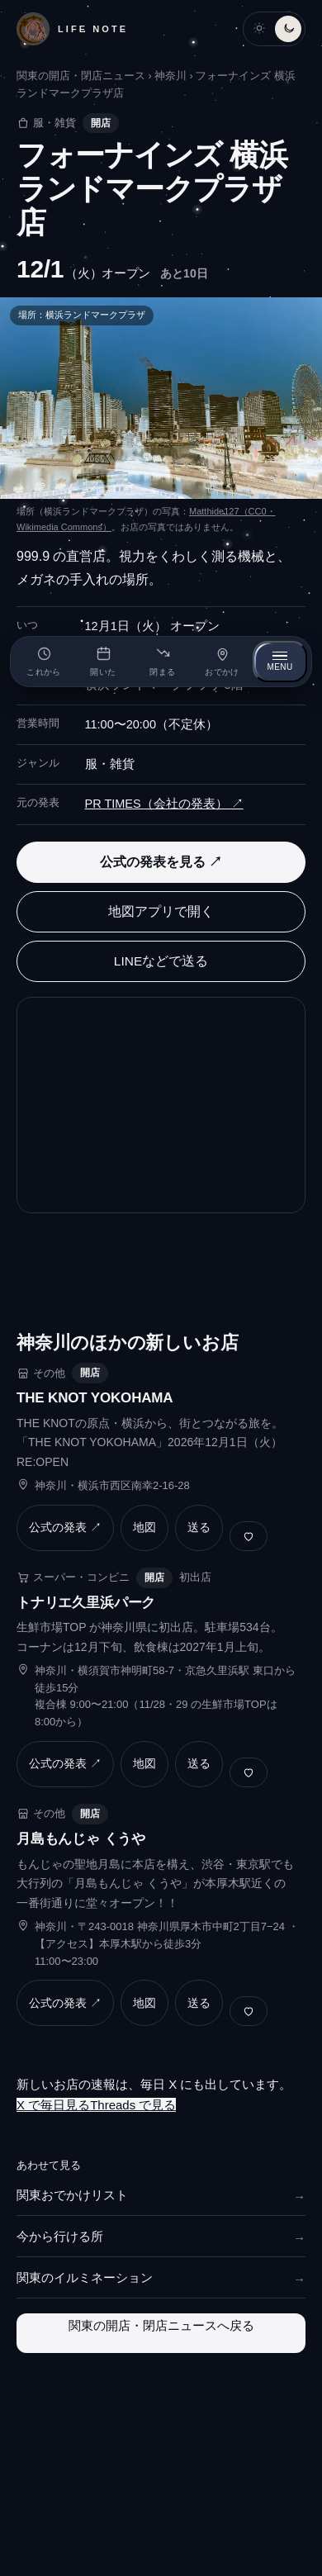 LIFE NOTE
関東の開店・閉店ニュース › 神奈川 › フォーナインズ 横浜
ランドマークプラザ店
服・雑貨 開店
フォーナインズ 横浜
ランドマークプラザ
店
12/1（火）オープン あと10日
場所：横浜ランドマークプラザ
場所（横浜ランドマークプラザ）の写真：Matthide127（CC0・
Wikimedia Commons）。お店の写真ではありません。
999.9 の直営店。視力をくわしく測る機械と、
メガネの手入れの場所。
いつ 12月1日（火） オープン
これから 開いた 閉まる おでかけ MENU
営業時間 11:00〜20:00（不定休）
ジャンル 服・雑貨
元の発表 PR TIMES（会社の発表） ↗
公式の発表を見る ↗
地図アプリで開く
LINEなどで送る
神奈川のほかの新しいお店
その他 開店
THE KNOT YOKOHAMA
THE KNOTの原点・横浜から、街とつながる旅を。
「THE KNOT YOKOHAMA」2026年12月1日（火）
RE:OPEN
神奈川・横浜市西区南幸2-16-28
公式の発表 ↗ 地図 送る
スーパー・コンビニ 開店 初出店
トナリエ久里浜パーク
生鮮市場TOP が神奈川県に初出店。駐車場534台。
コーナンは12月下旬、飲食棟は2027年1月上旬。
神奈川・横須賀市神明町58-7・京急久里浜駅 東口から
徒歩15分
複合棟 9:00〜21:00（11/28・29 の生鮮市場TOPは
8:00から）
公式の発表 ↗ 地図 送る
その他 開店
月島もんじゃ くうや
もんじゃの聖地月島に本店を構え、渋谷・東京駅でも
大行列の「月島もんじゃ くうや」が本厚木駅近くの
一番街通りに堂々オープン！！
神奈川・〒243-0018 神奈川県厚木市中町2丁目7−24 ・
【アクセス】本厚木駅から徒歩3分
11:00〜23:00
公式の発表 ↗ 地図 送る
新しいお店の速報は、毎日 X にも出しています。
X で毎日見るThreads で見る
あわせて見る
関東おでかけリスト →
今から行ける所 →
関東のイルミネーション →
関東の開店・閉店ニュースへ戻る